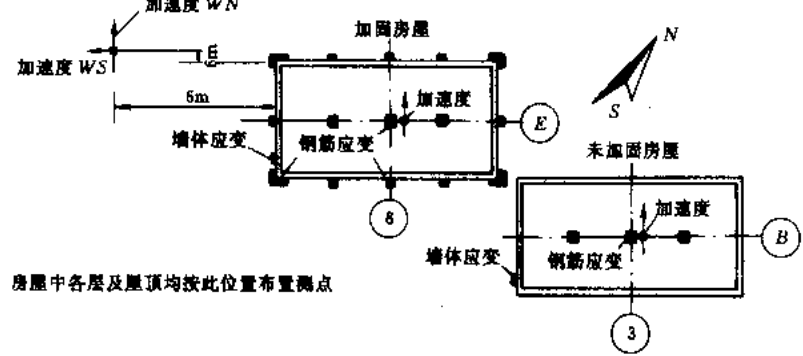 加速度 WN
加固房屋
N
加速度 WS
6m
加速度
S
E
墙体应变
钢筋应变
未加固房屋
8
加速度
B
墙体应变
钢筋应变
房屋中各层及屋顶均按此位置布置测点
3